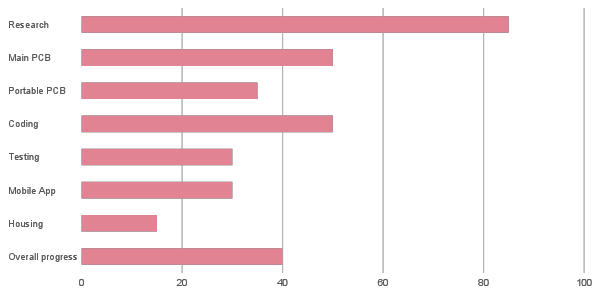 Research
Main PCB
Portable PCB
Coding
Testing
Mobile App
Housing
Overall progress
0 20 40 60 80 100